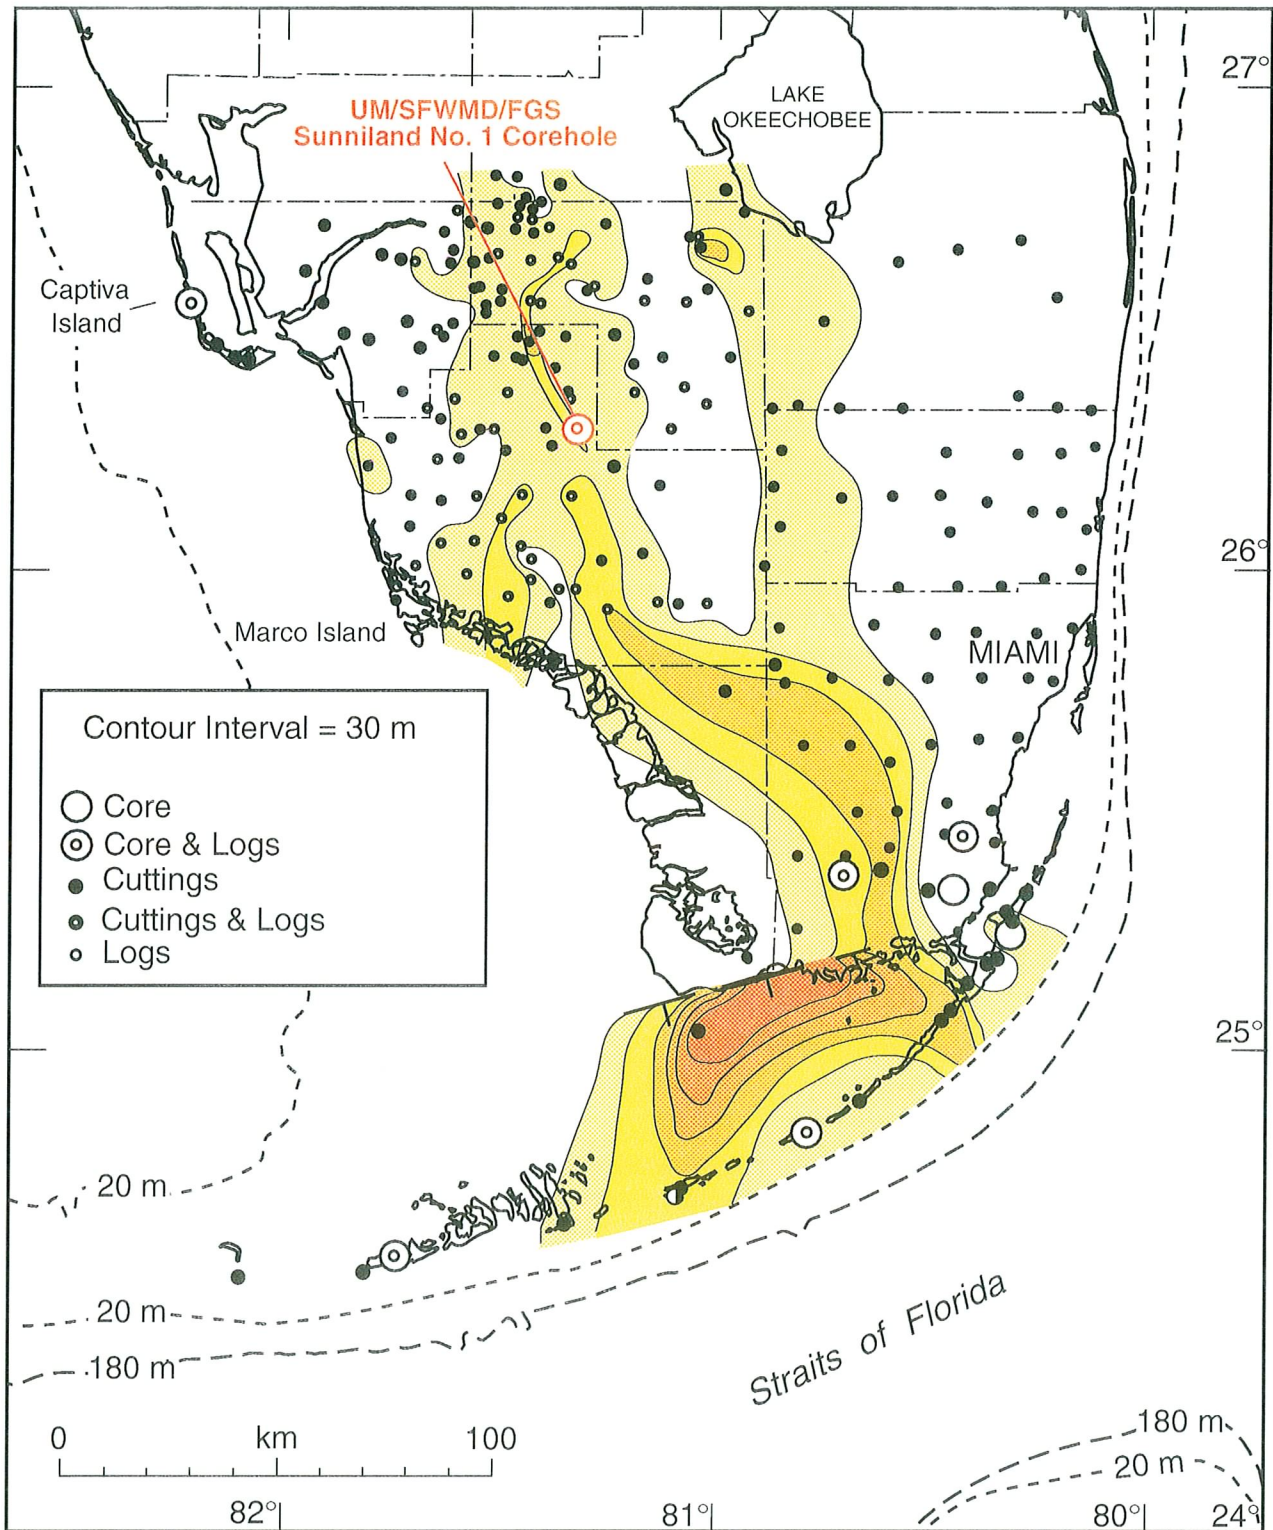 27°
LAKE
OKEECHOBEE
UM/SFWMD/FGS
Sunniland No. 1 Corehole
Captiva
Island
26°
Marco Island
MIAMI
Contour Interval = 30 m
Core
Core & Logs
Cuttings
Cuttings & Logs
Logs
25°
20 m
20 m
180 m
Straits of Florida
0 km 100
180 m
20 m
82° 81° 80° 24°